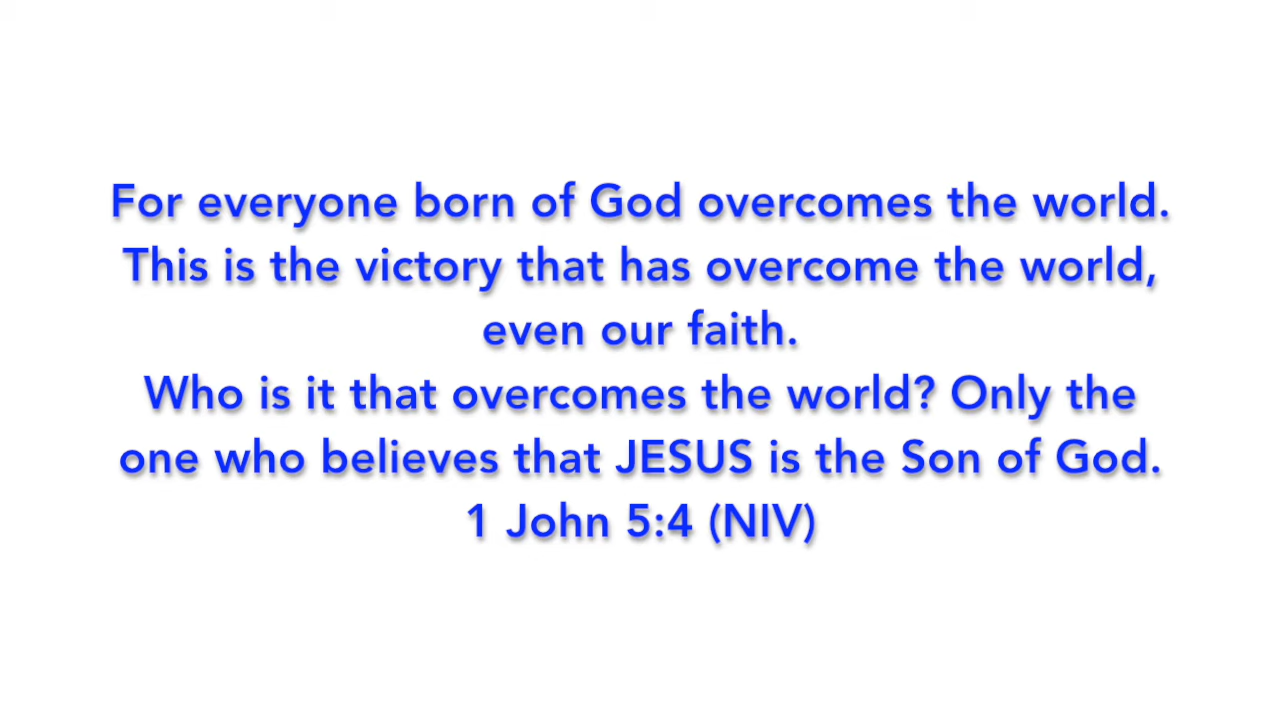 For everyone born of God overcomes the world.
This is the victory that has overcome the world,
even our faith.
Who is it that overcomes the world? Only the
one who believes that JESUS is the Son of God.
1 John 5:4 (NIV)